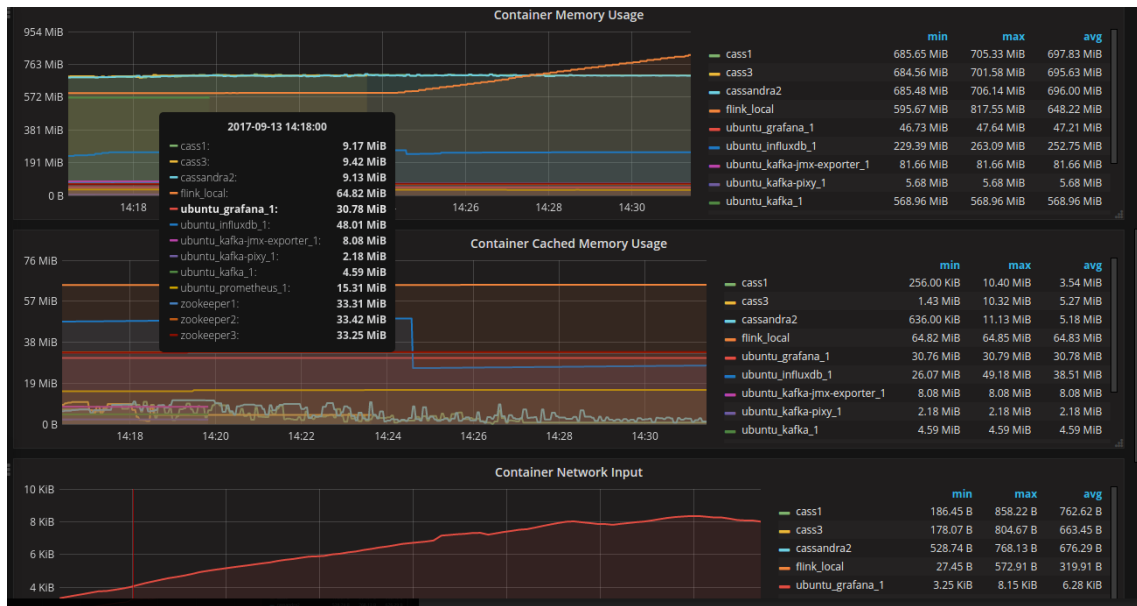 Container Memory Usage
954 MiB
763 MiB
572 MiB
381 MiB
191 MiB
0 B
14:18
14:26
14:28
14:30
min max avg
cass1 685.65 MiB 705.33 MiB 697.83 MiB
cass3 684.56 MiB 701.58 MiB 695.63 MiB
cassandra2 685.48 MiB 706.14 MiB 696.00 MiB
flink_local 595.67 MiB 817.55 MiB 648.22 MiB
ubuntu_grafana_1 46.73 MiB 47.64 MiB 47.21 MiB
ubuntu_influxdb_1 229.39 MiB 263.09 MiB 252.75 MiB
ubuntu_kafka-jmx-exporter_1 81.66 MiB 81.66 MiB 81.66 MiB
ubuntu_kafka-pixy_1 5.68 MiB 5.68 MiB 5.68 MiB
ubuntu_kafka_1 568.96 MiB 568.96 MiB 568.96 MiB
2017-09-13 14:18:00
cass1: 9.17 MiB
cass3: 9.42 MiB
cassandra2: 9.13 MiB
flink_local: 64.82 MiB
ubuntu_grafana_1: 30.78 MiB
ubuntu_influxdb_1: 48.01 MiB
ubuntu_kafka-jmx-exporter_1: 8.08 MiB
ubuntu_kafka-pixy_1: 2.18 MiB
ubuntu_kafka_1: 4.59 MiB
ubuntu_prometheus_1: 15.31 MiB
zookeeper1: 33.31 MiB
zookeeper2: 33.42 MiB
zookeeper3: 33.25 MiB
Container Cached Memory Usage
76 MiB
57 MiB
38 MiB
19 MiB
0 B
14:18 14:20 14:22 14:24 14:26 14:28 14:30
min max avg
cass1 256.00 KiB 10.40 MiB 3.54 MiB
cass3 1.43 MiB 10.32 MiB 5.27 MiB
cassandra2 636.00 KiB 11.13 MiB 5.18 MiB
flink_local 64.82 MiB 64.85 MiB 64.83 MiB
ubuntu_grafana_1 30.76 MiB 30.79 MiB 30.78 MiB
ubuntu_influxdb_1 26.07 MiB 49.18 MiB 38.51 MiB
ubuntu_kafka-jmx-exporter_1 8.08 MiB 8.08 MiB 8.08 MiB
ubuntu_kafka-pixy_1 2.18 MiB 2.18 MiB 2.18 MiB
ubuntu_kafka_1 4.59 MiB 4.59 MiB 4.59 MiB
Container Network Input
10 KiB
8 KiB
6 KiB
4 KiB
min max avg
cass1 186.45 B 858.22 B 762.62 B
cass3 178.07 B 804.67 B 663.45 B
cassandra2 528.74 B 768.13 B 676.29 B
flink_local 27.45 B 572.91 B 319.91 B
ubuntu_grafana_1 3.25 KiB 8.15 KiB 6.28 KiB